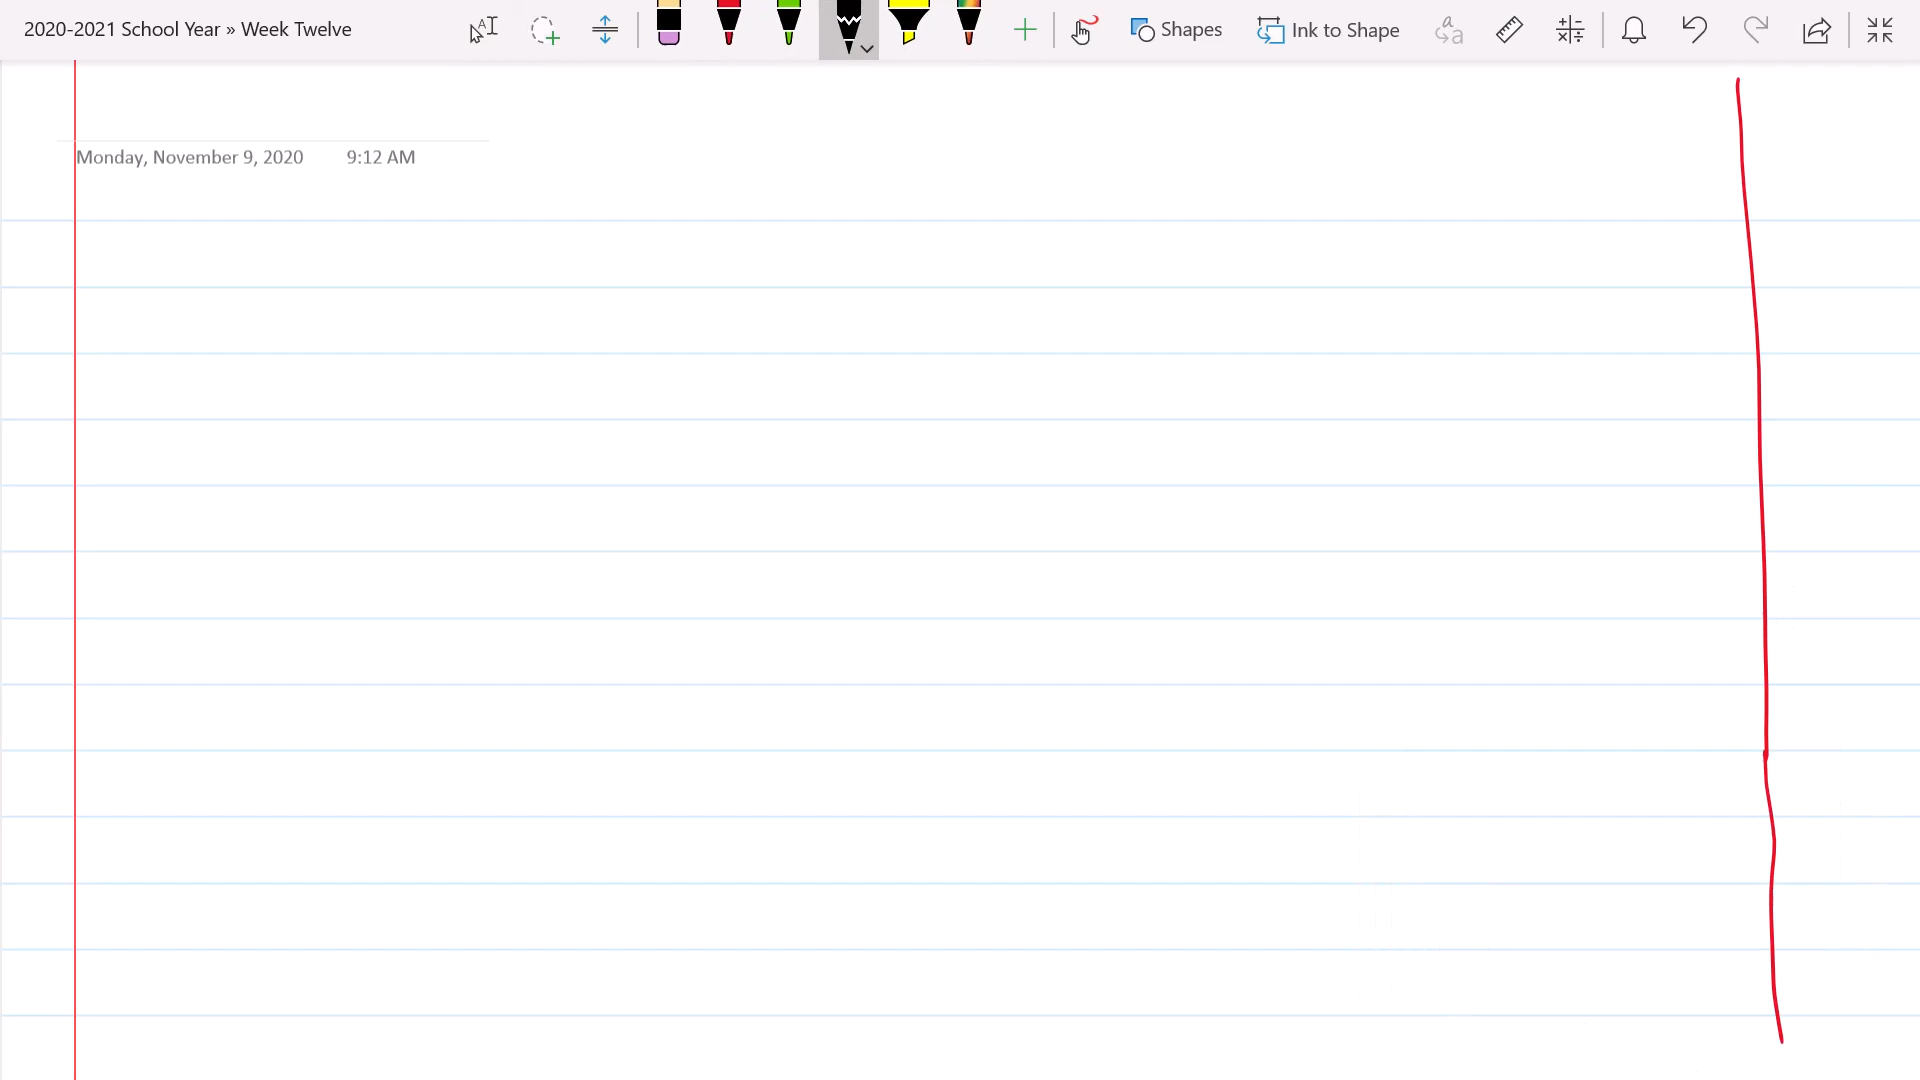 2020-2021 School Year » Week Twelve
Shapes
Ink to Shape
Monday, November 9, 2020 9:12 AM